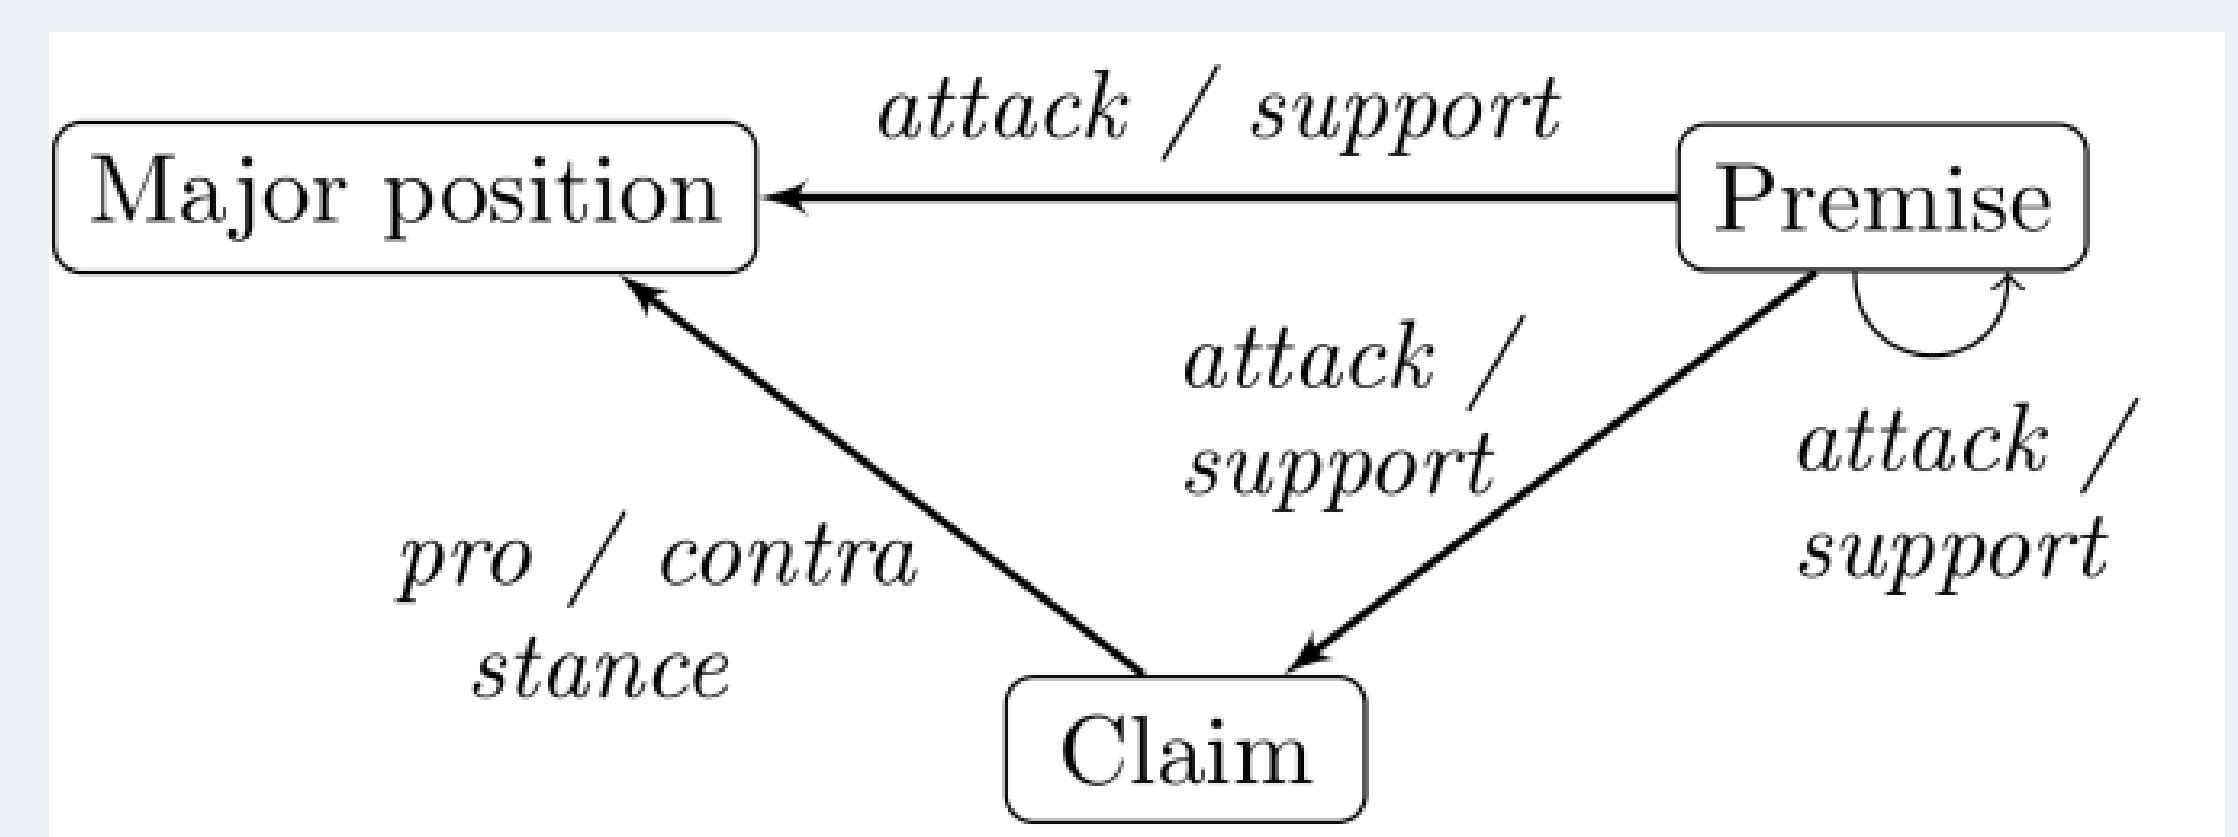 attack / support
Major position
Premise
attack /
support
attack /
support
pro / contra
stance
Claim